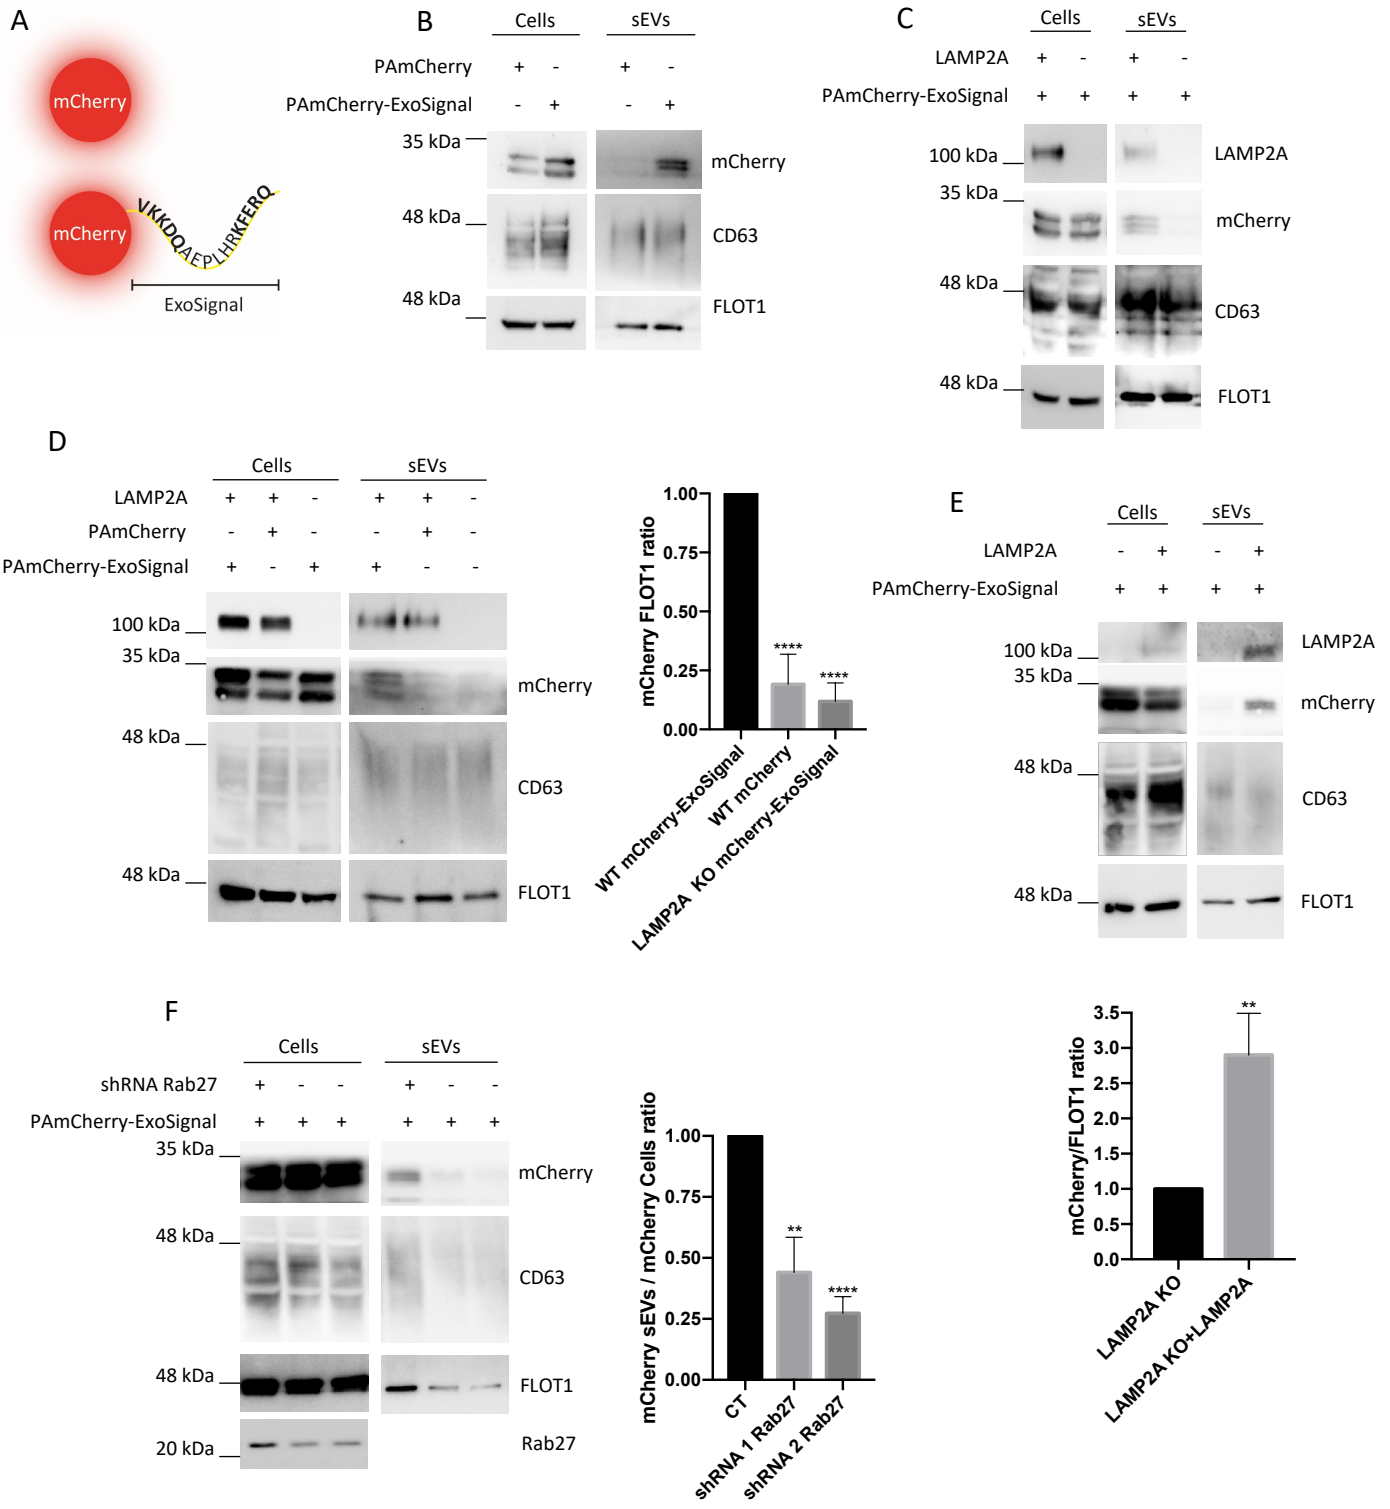 A
mCherry
mCherry
VKKDQAEPLHRKFERQ
ExoSignal
B
Cells sEVs
PAmCherry + - + -
PAmCherry-ExoSignal - + - +
35 kDa
mCherry
48 kDa
CD63
48 kDa
FLOT1
C
Cells sEVs
LAMP2A + - + -
PAmCherry-ExoSignal + + + +
100 kDa LAMP2A
35 kDa
mCherry
48 kDa
CD63
48 kDa
FLOT1
D
Cells sEVs
LAMP2A + + - + + -
PAmCherry - + - - + -
PAmCherry-ExoSignal + - + + - -
100 kDa
35 kDa
mCherry
48 kDa
CD63
48 kDa
FLOT1
mCherry FLOT1 ratio
1.00
0.75
0.50
0.25
0.00
****
****
WT mCherry-ExoSignal
WT mCherry
LAMP2A KO mCherry-ExoSignal
E
Cells sEVs
LAMP2A - + - +
PAmCherry-ExoSignal + + + +
100 kDa LAMP2A
35 kDa
mCherry
48 kDa
CD63
48 kDa FLOT1
mCherry/FLOT1 ratio
3.5
3.0
2.5
2.0
1.5
1.0
0.5
0.0
**
LAMP2A KO
LAMP2A KO+LAMP2A
F
Cells sEVs
shRNA Rab27 + - - + - -
PAmCherry-ExoSignal + + + + + +
35 kDa
mCherry
48 kDa
CD63
48 kDa FLOT1
20 kDa Rab27
mCherry sEVs / mCherry Cells ratio
1.00
0.75
0.50
0.25
0.00
**
****
CT
shRNA 1 Rab27
shRNA 2 Rab27